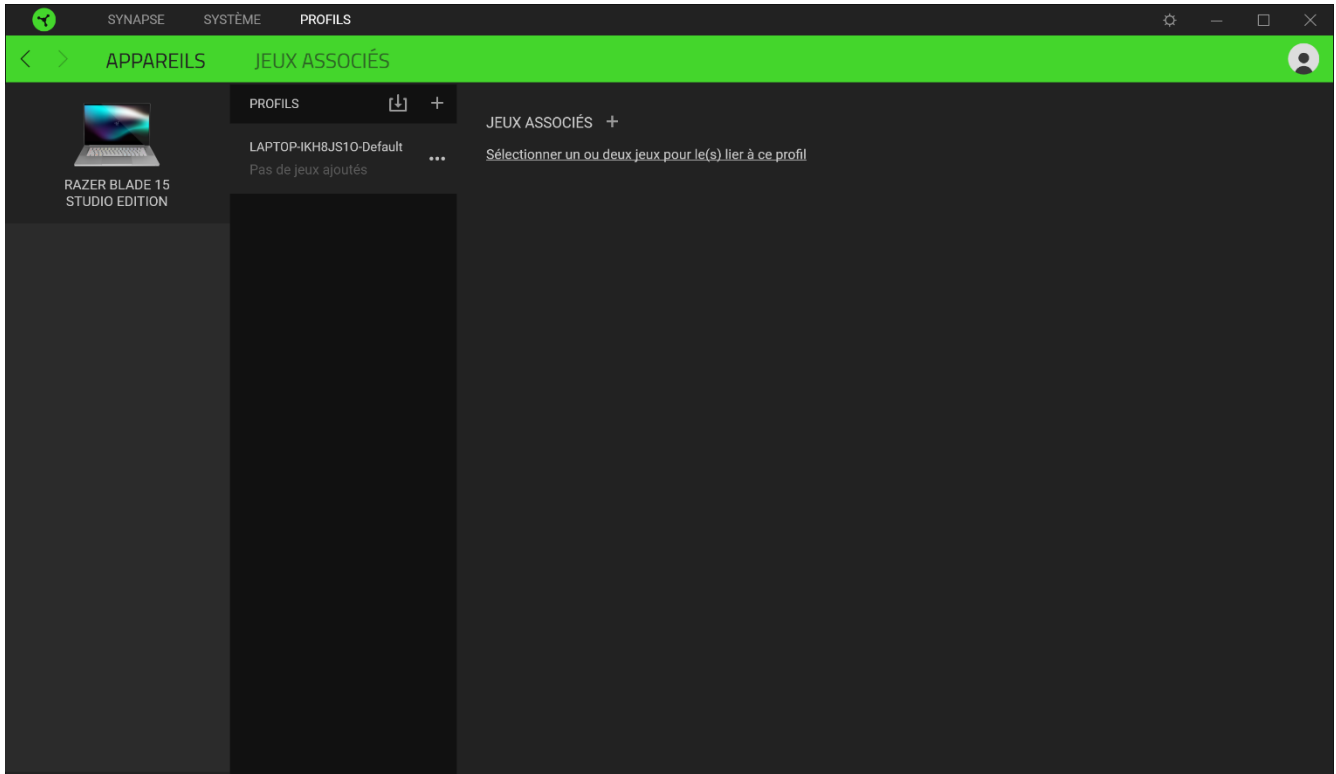 SYNAPSE SYSTÈME PROFILS
APPAREILS JEUX ASSOCIÉS
RAZER BLADE 15
STUDIO EDITION
PROFILS
LAPTOP-IKH8JS1O-Default
Pas de jeux ajoutés
JEUX ASSOCIÉS +
Sélectionner un ou deux jeux pour le(s) lier à ce profil